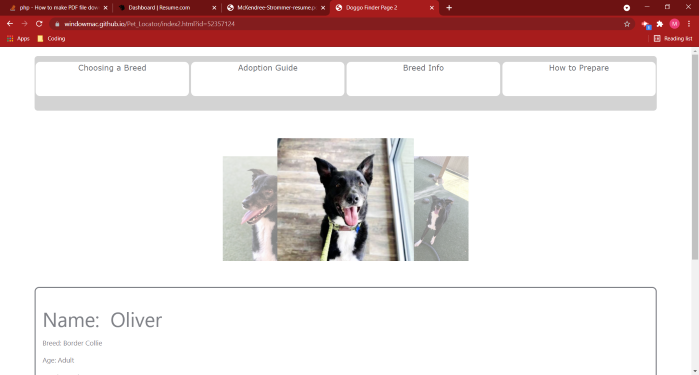 php - How to make PDF file dow
Dashboard | Resume.com
McKendree-Strommer-resume.p
Doggo Finder Page 2
windowmac.github.io/Pet_Locator/index2.html?id=52357124
M
Apps
Coding
Reading list
Choosing a Breed
Adoption Guide
Breed Info
How to Prepare
Name: Oliver
Breed: Border Collie
Age: Adult